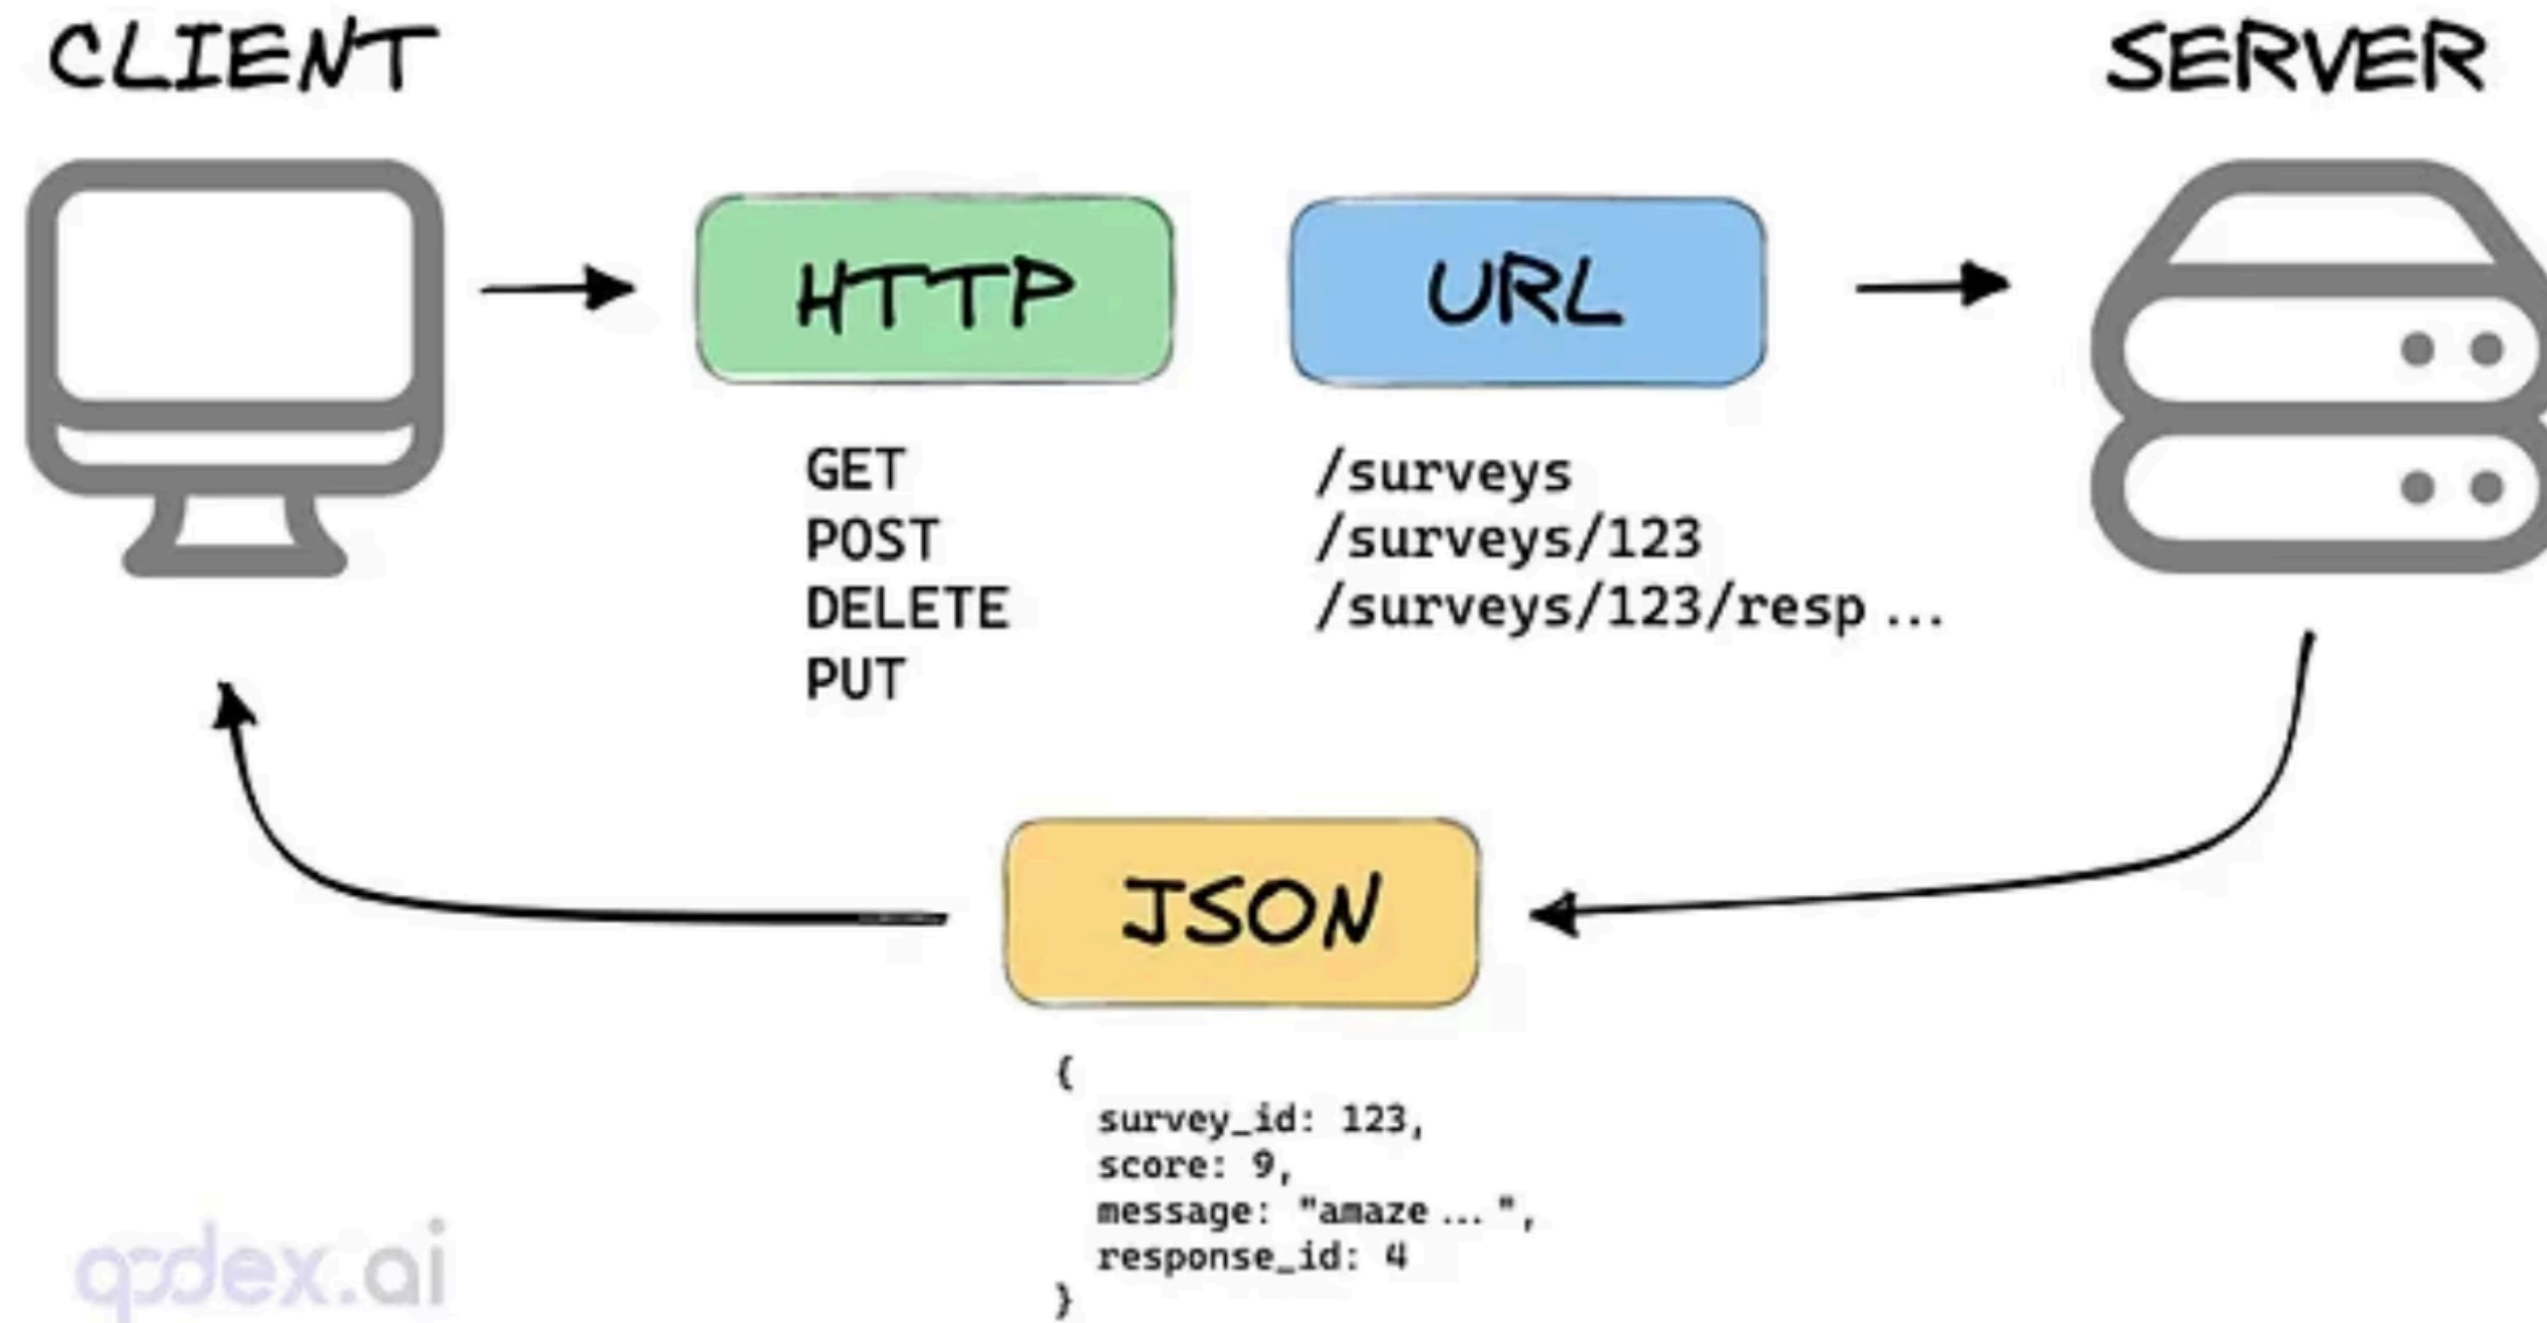 CLIENT
SERVER
HTTP
URL
GET
POST
DELETE
PUT
/surveys
/surveys/123
/surveys/123/resp ...
JSON
{
survey_id: 123,
score: 9,
message: "amaze ... ",
response_id: 4
}
qodex.ai